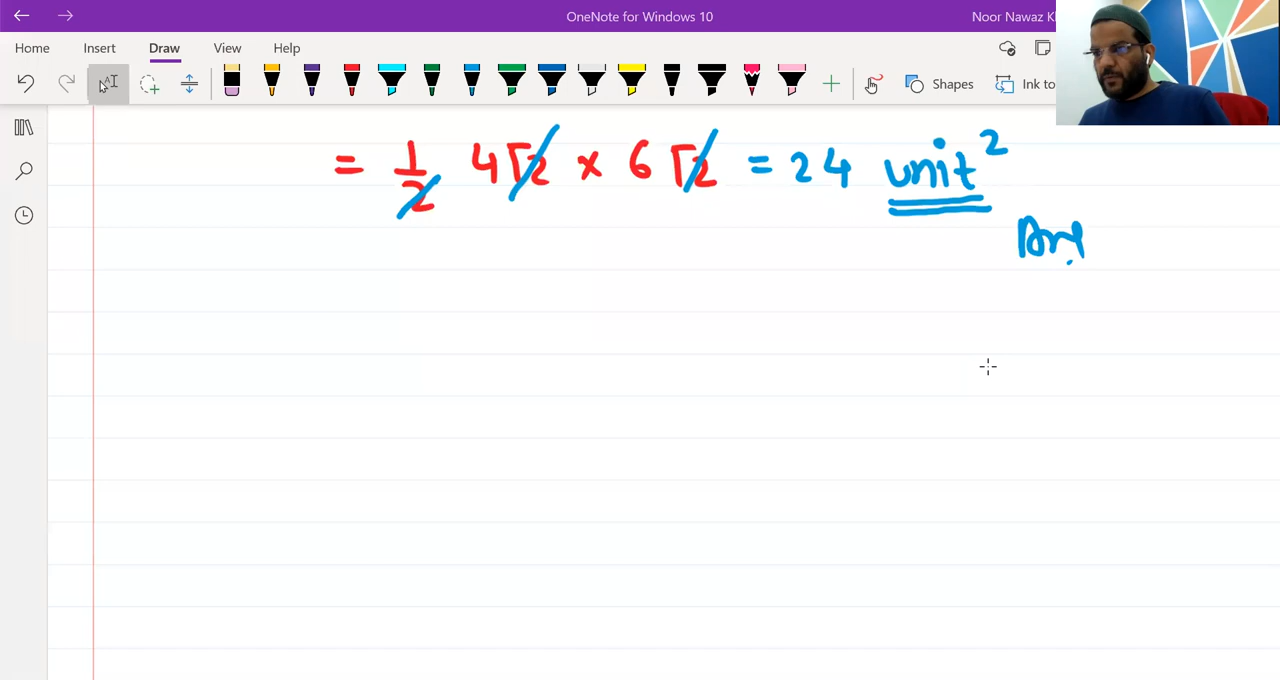 OneNote for Windows 10
Noor Nawaz
Home Insert Draw View Help
Shapes Ink to
= 1/2 4√2 × 6√2 = 24 unit²
Ans